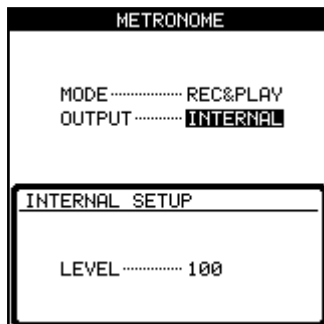 METRONOME
MODE··············· REC&PLAY
OUTPUT·········· INTERNAL
INTERNAL SETUP
LEVEL············· 100